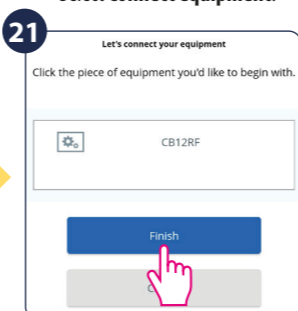 21
Let's connect your equipment
Click the piece of equipment you'd like to begin with.
CB12RF
Finish